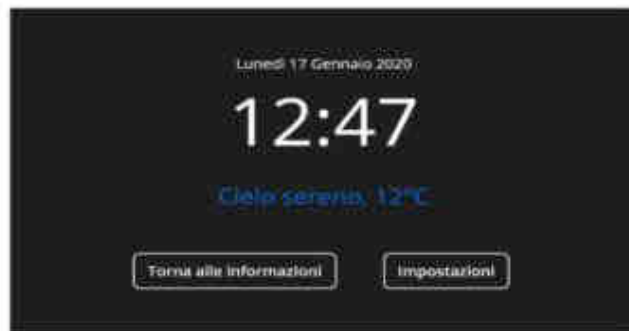 Lunedì 17 Gennaio 2020
12:47
Cielo sereno, 12°C
Torna alle informazioni
Impostazioni